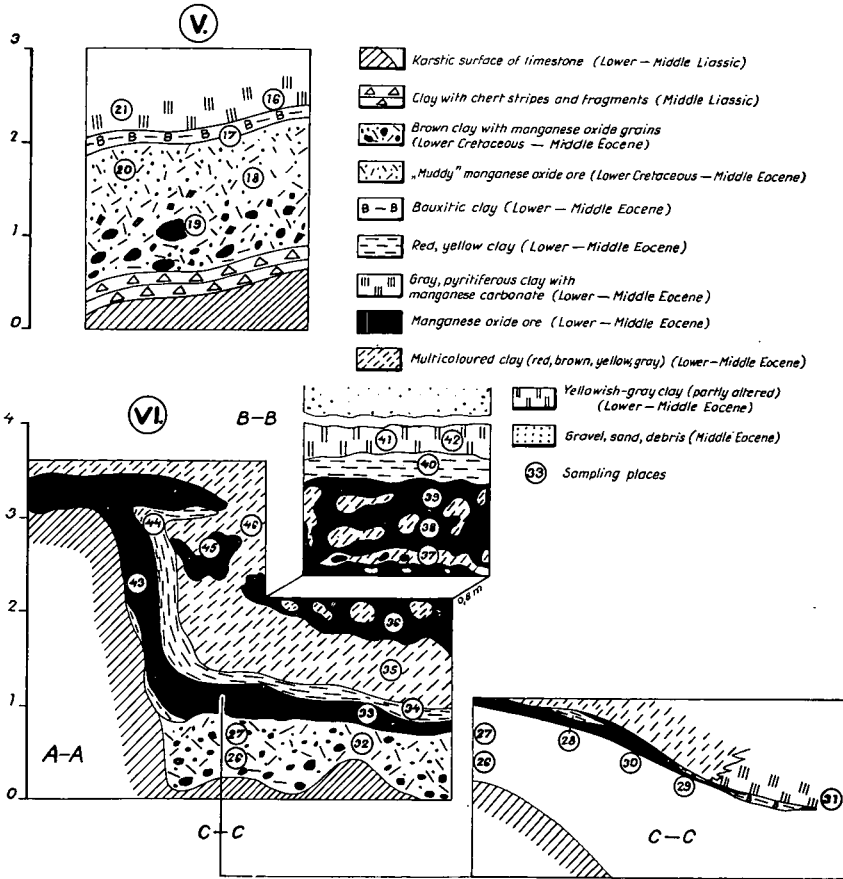 V.
3
2
1
0
21
16
17
20
18
19
Karstic surface of limestone (Lower — Middle Liassic)
Clay with chert stripes and fragments (Middle Liassic)
Brown clay with manganese oxide grains
(Lower Cretaceous — Middle Eocene)
„Muddy” manganese oxide ore (Lower Cretaceous — Middle Eocene)
B – B
Bauxitic clay (Lower — Middle Eocene)
Red, yellow clay (Lower — Middle Eocene)
Gray, pyritiferous clay with
manganese carbonate (Lower — Middle Eocene)
Manganese oxide ore (Lower — Middle Eocene)
Multicoloured clay (red, brown, yellow, gray) (Lower – Middle Eocene)
Yellowish-gray clay (partly altered)
(Lower — Middle Eocene)
Gravel, sand, debris (Middle Eocene)
33 Sampling places
VI.
B–B
4
3
2
1
0
41
42
40
39
38
37
0,8 m
44
46
45
43
36
35
34
33
27
32
26
A–A
C–C
27
26
28
30
29
31
C–C